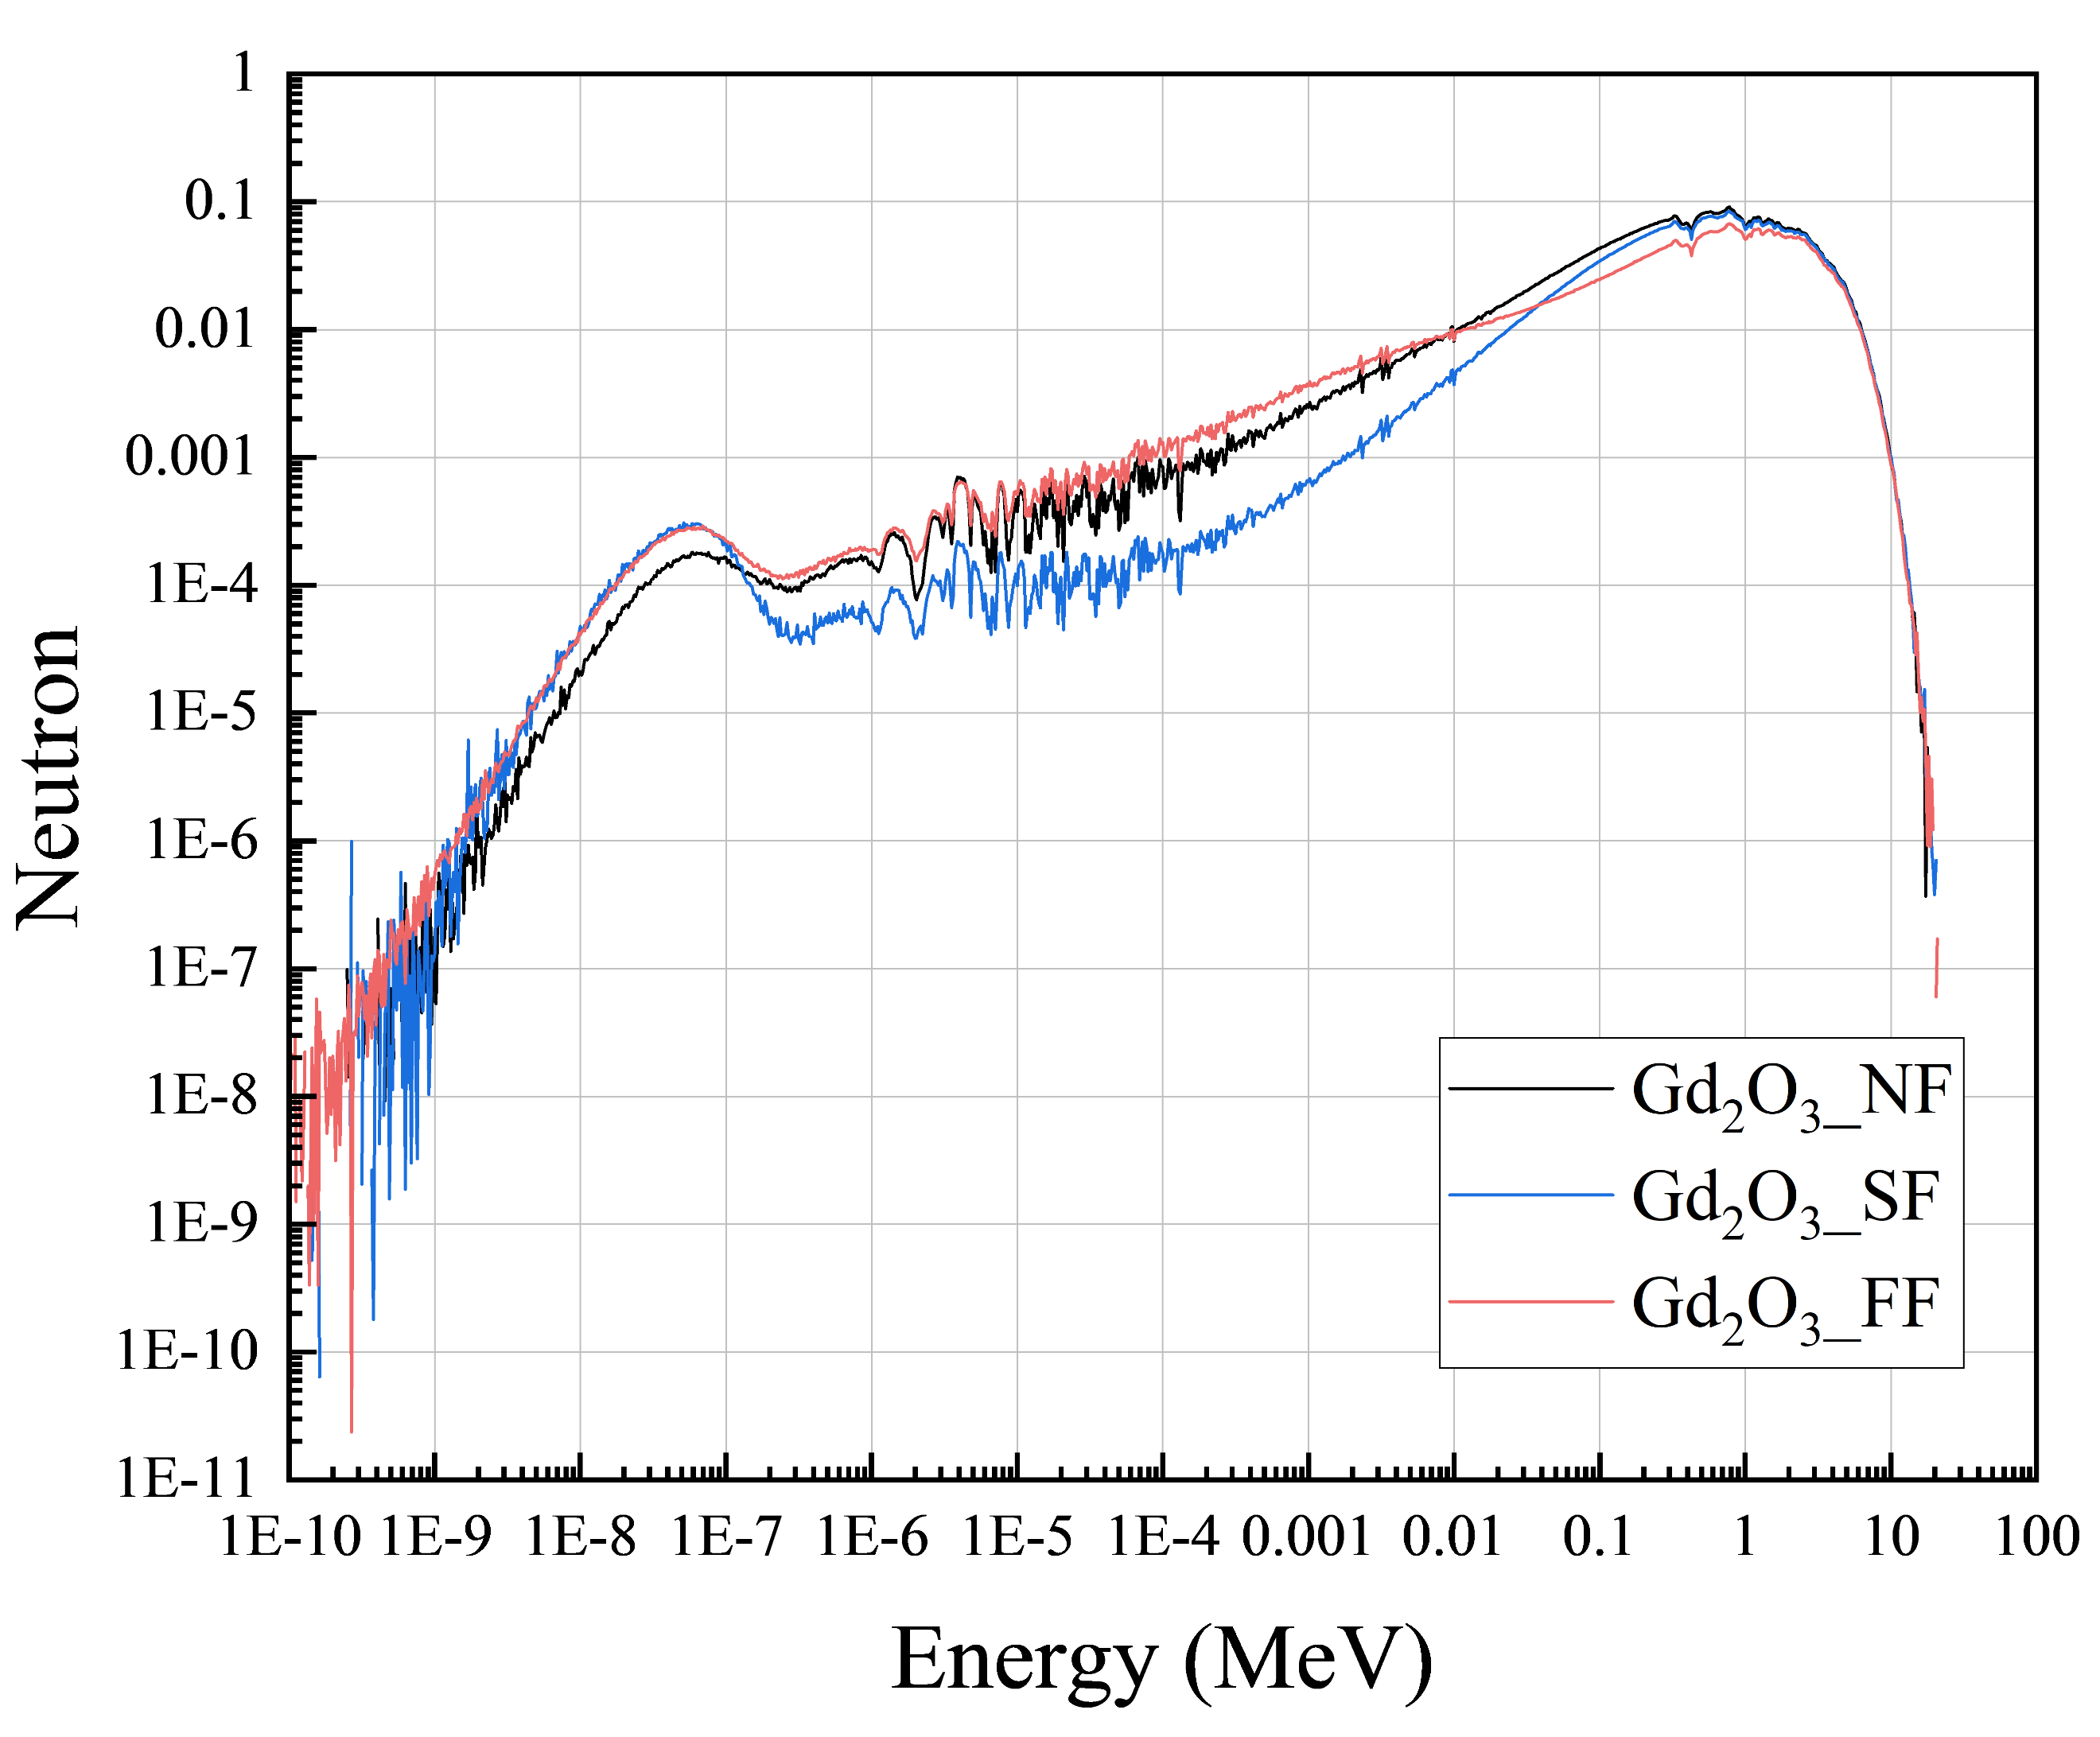 1
0.1
0.01
0.001
1E-4
1E-5
1E-6
1E-7
1E-8
1E-9
1E-10
1E-11
Neutron
1E-10 1E-9 1E-8 1E-7 1E-6 1E-5 1E-4 0.001 0.01 0.1 1 10 100
Energy (MeV)
Gd₂O₃_NF
Gd₂O₃_SF
Gd₂O₃_FF